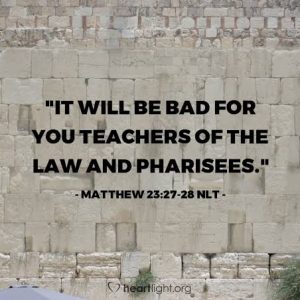 "IT WILL BE BAD FOR
YOU TEACHERS OF THE
LAW AND PHARISEES."
- MATTHEW 23:27-28 NLT -
heartlight.org